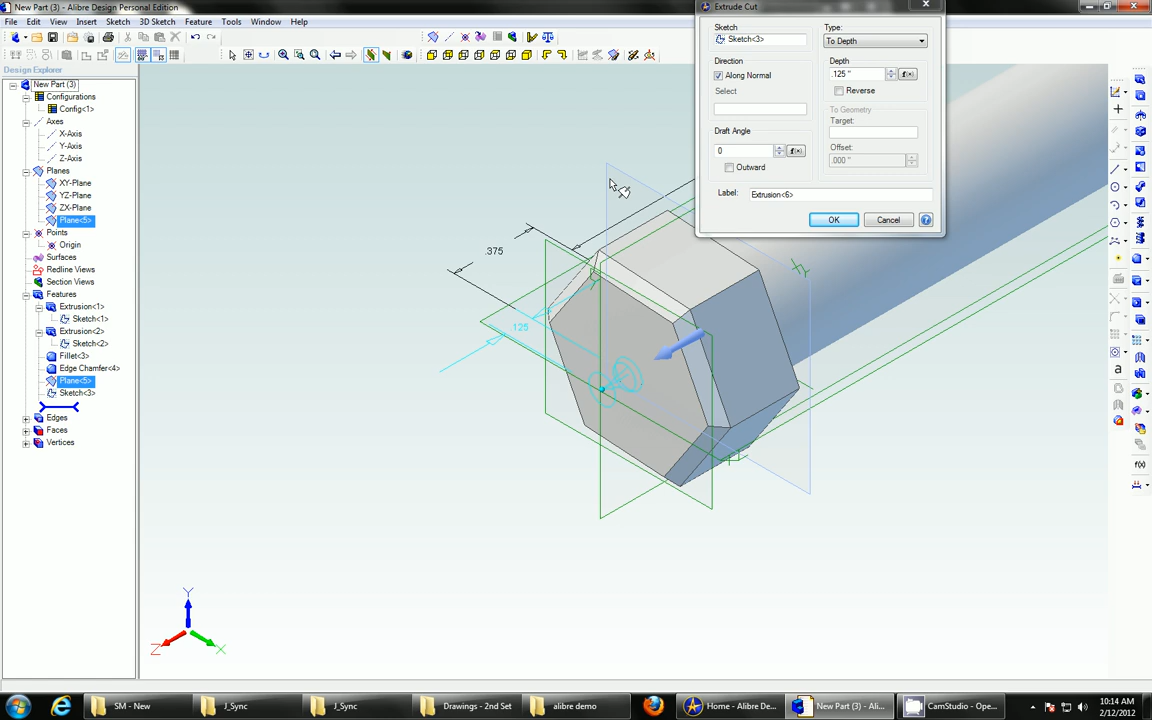 New Part (3) - Alibre Design Personal Edition
File Edit View Insert Sketch 3D Sketch Feature Tools Window Help
Design Explorer
New Part (3)
Configurations
Config<1>
Axes
X-Axis
Y-Axis
Z-Axis
Planes
XY-Plane
YZ-Plane
ZX-Plane
Plane<5>
Points
Origin
Surfaces
Redline Views
Section Views
Features
Extrusion<1>
Sketch<1>
Extrusion<2>
Sketch<2>
Fillet<3>
Edge Chamfer<4>
Plane<5>
Sketch<3>
Edges
Faces
Vertices
.375
.125
Y
Z
X
Extrude Cut
Sketch
Sketch<3>
Direction
Along Normal
Select
Draft Angle
0
f(x)
Outward
Type:
To Depth
Depth
.125 "
f(x)
Reverse
To Geometry
Target:
Offset:
.000 "
Label:
Extrusion<6>
OK
Cancel
a
f(x)
SM - New
J_Sync
J_Sync
Drawings - 2nd Set
alibre demo
Home - Alibre De...
New Part (3) - Ali...
CamStudio - Ope...
10:14 AM
2/12/2012